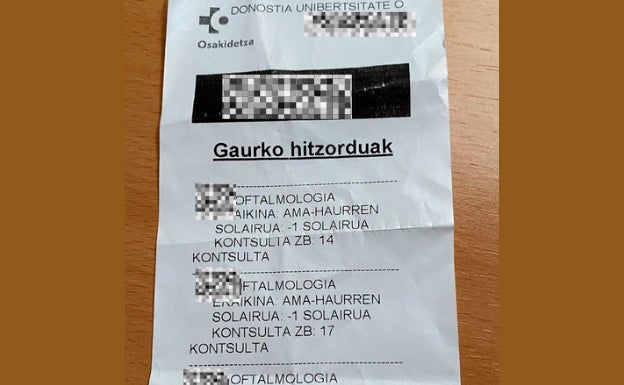 DONOSTIA UNIBERTSITATE O
Osakidetza
Gaurko hitzorduak
OFTALMOLOGIA
AIKINA: AMA-HAURREN
SOLAIRUA: -1 SOLAIRUA
KONTSULTA ZB: 14
KONTSULTA
OFTALMOLOGIA
ERAIKINA: AMA-HAURREN
SOLAIRUA: -1 SOLAIRUA
KONTSULTA ZB: 17
KONTSULTA
OFTALMOLOGIA